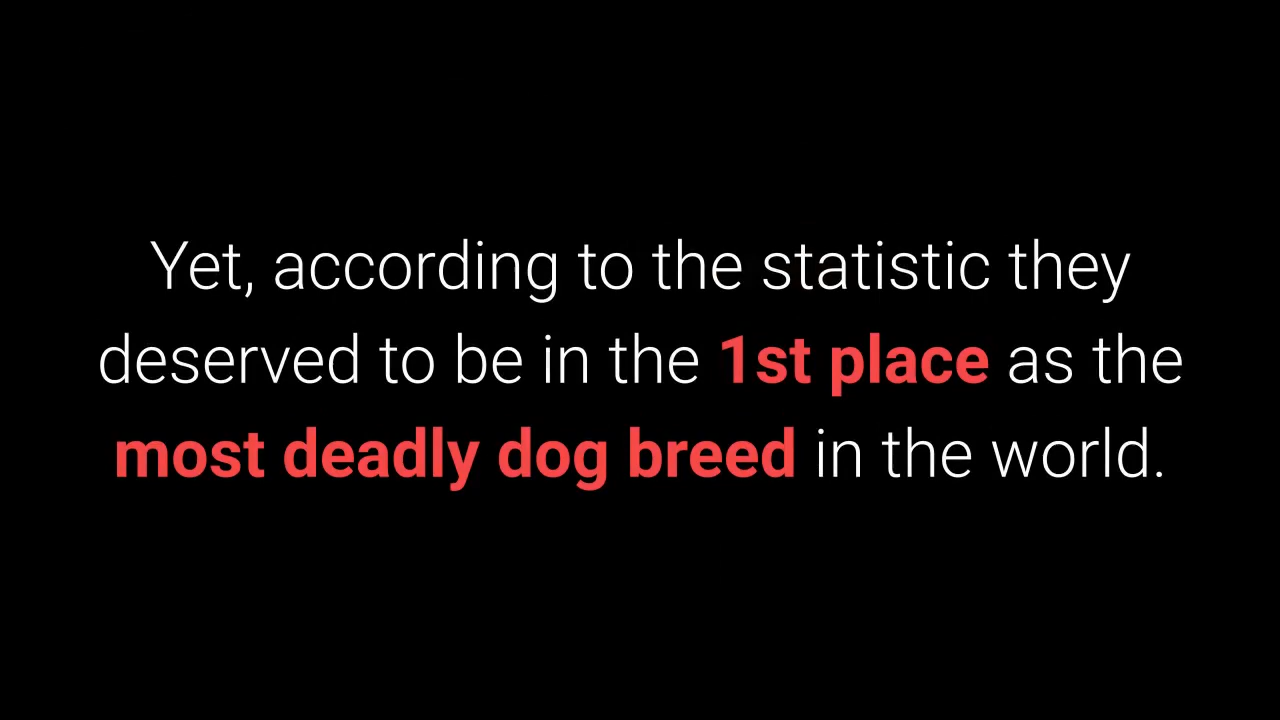 Yet, according to the statistic they
deserved to be in the 1st place as the
most deadly dog breed in the world.